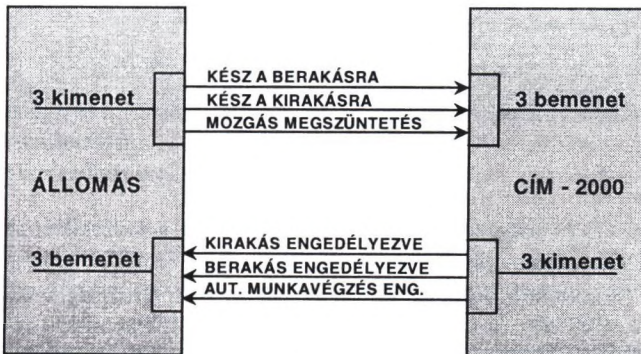 KÉSZ A BERAKÁSRA
3 kimenet
KÉSZ A KIRAKÁSRA
3 bemenet
MOZGÁS MEGSZÜNTETÉS
ÁLLOMÁS
CÍM - 2000
KIRAKÁS ENGEDÉLYEZVE
3 bemenet
BERAKÁS ENGEDÉLYEZVE
3 kimenet
AUT. MUNKAVÉGZÉS ENG.